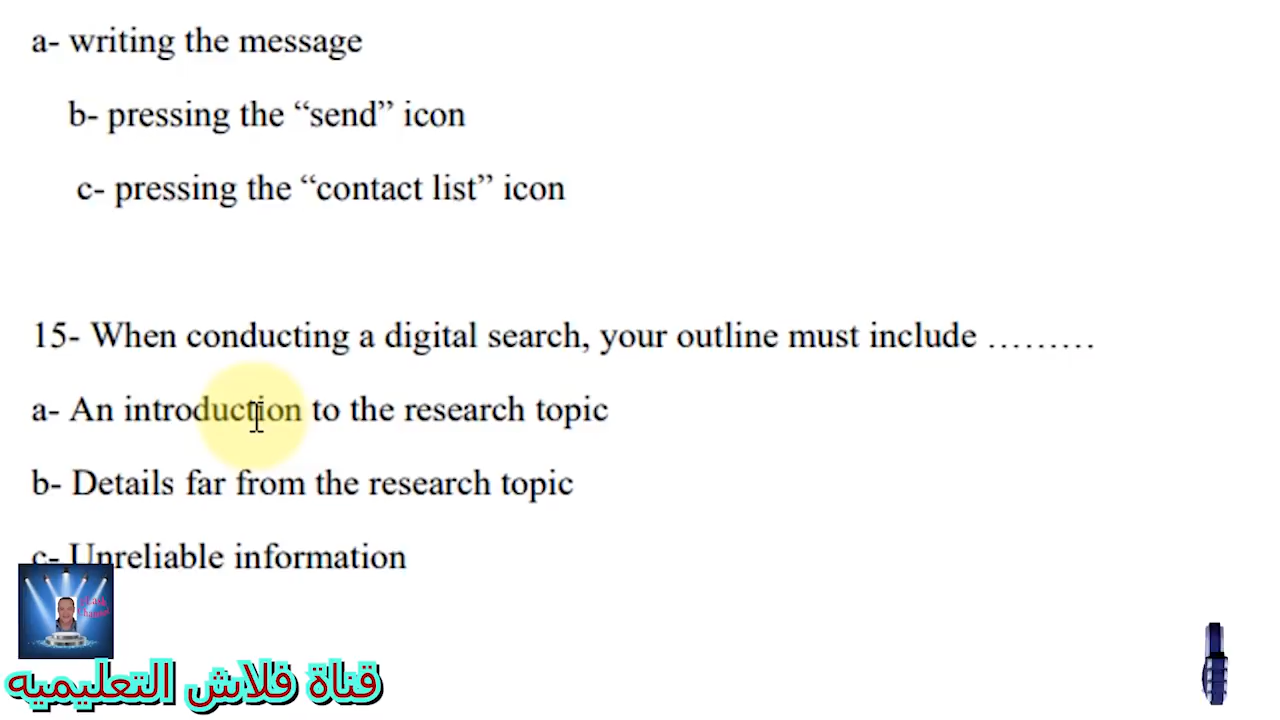 a- writing the message
b- pressing the “send” icon
c- pressing the “contact list” icon
15- When conducting a digital search, your outline must include ………
a- An introduction to the research topic
b- Details far from the research topic
c- Unreliable information
قناة فلاش التعليميه